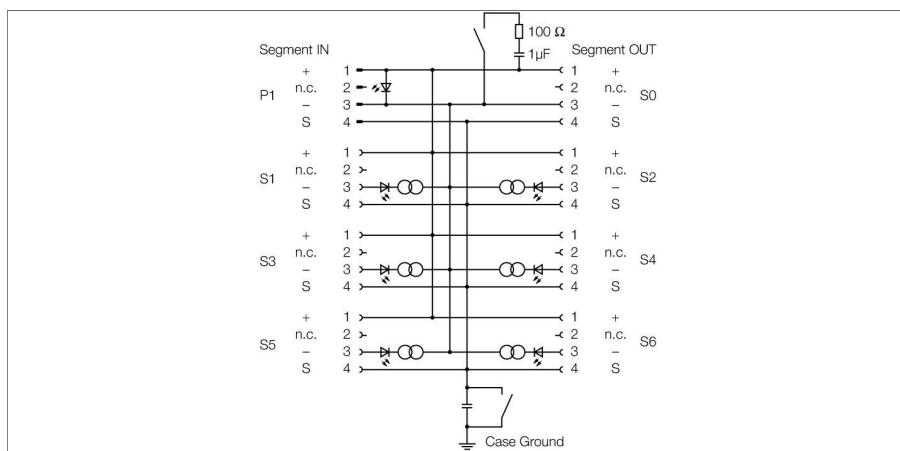 100 Ω
Segment IN 1µF Segment OUT
+ 1 1 +
P1 n.c. 2 2 n.c. S0
– 3 3 –
S 4 4 S
+ 1 1 +
S1 n.c. 2 2 n.c. S2
– 3 3 –
S 4 4 S
+ 1 1 +
S3 n.c. 2 2 n.c. S4
– 3 3 –
S 4 4 S
+ 1 1 +
S5 n.c. 2 2 n.c. S6
– 3 3 –
S 4 4 S
Case Ground